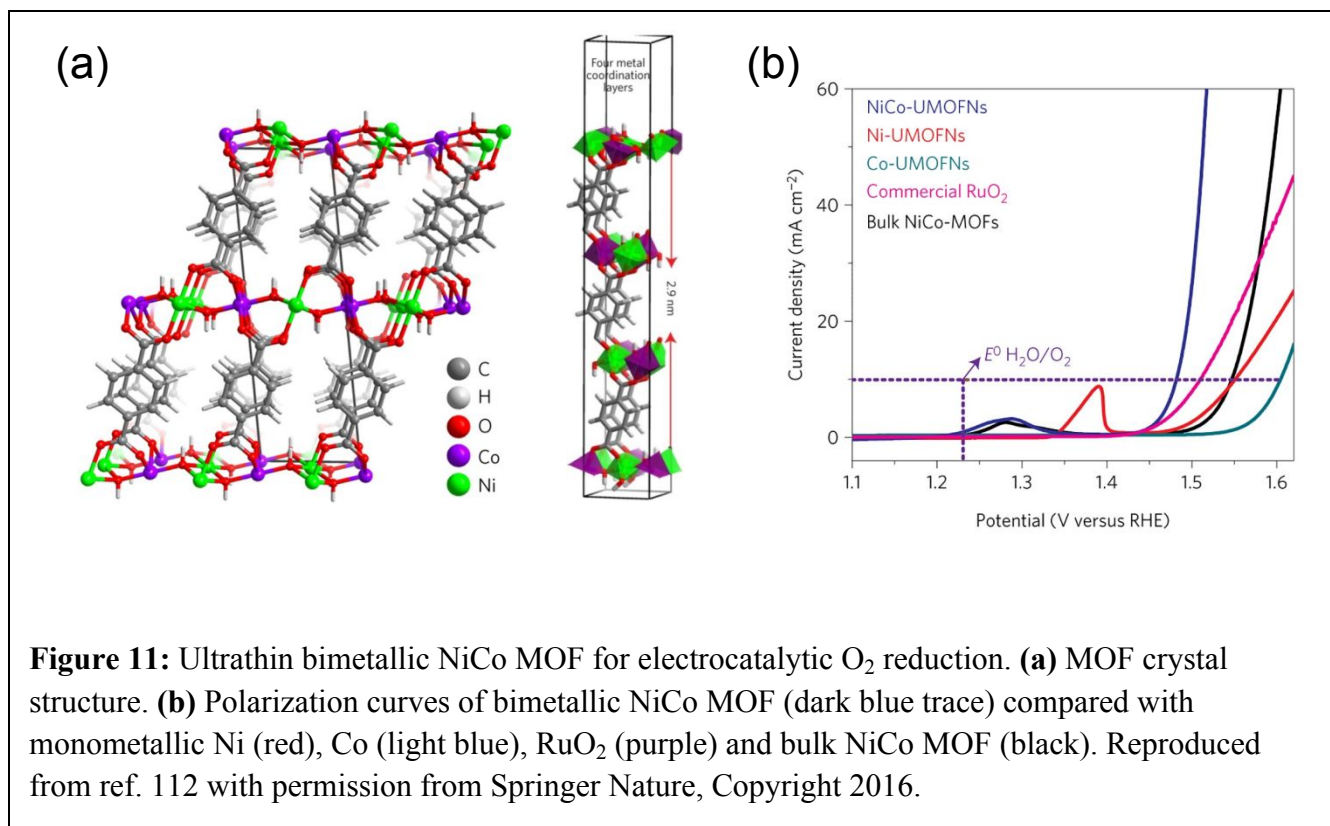 (a)
Four metal
coordination
layers
2.9 nm
C
H
O
Co
Ni
(b)
NiCo-UMOFNs
Ni-UMOFNs
Co-UMOFNs
Commercial RuO₂
Bulk NiCo-MOFs
E⁰ H₂O/O₂
Current density (mA cm⁻²)
60
40
20
0
1.1 1.2 1.3 1.4 1.5 1.6
Potential (V versus RHE)
Figure 11: Ultrathin bimetallic NiCo MOF for electrocatalytic O₂ reduction. (a) MOF crystal
structure. (b) Polarization curves of bimetallic NiCo MOF (dark blue trace) compared with
monometallic Ni (red), Co (light blue), RuO₂ (purple) and bulk NiCo MOF (black). Reproduced
from ref. 112 with permission from Springer Nature, Copyright 2016.